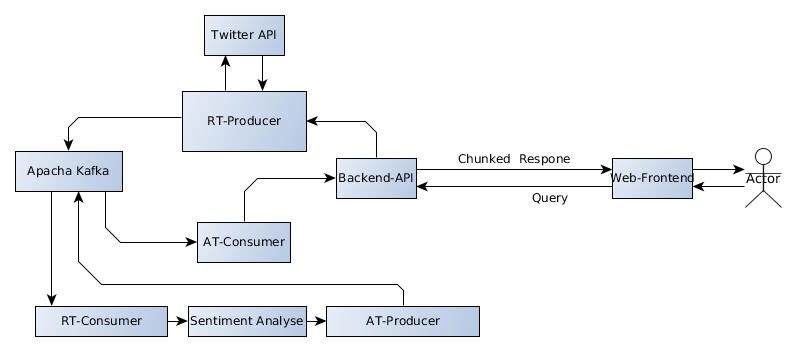 Twitter API
RT-Producer
Chunked Respone
Apacha Kafka
Backend-API
Web-Frontend
Actor
Query
AT-Consumer
RT-Consumer
Sentiment Analyse
AT-Producer